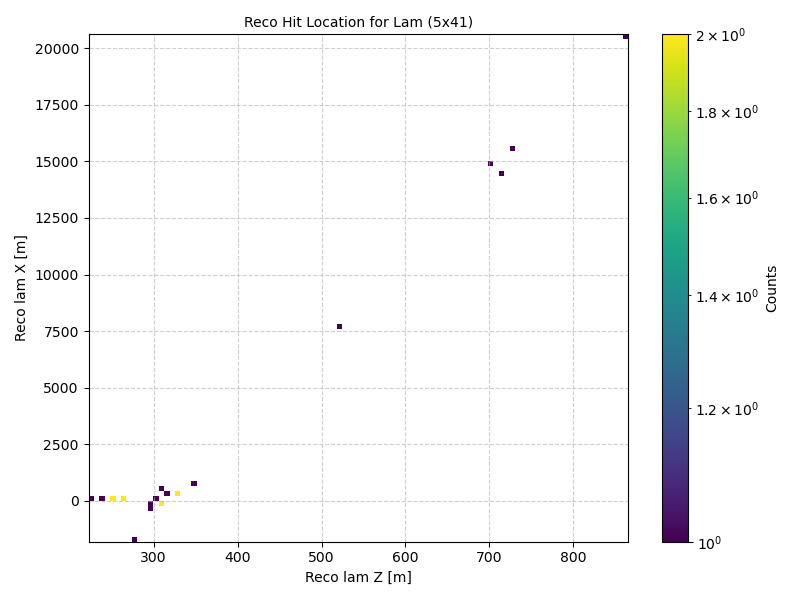 Reco Hit Location for Lam (5x41)
20000
17500
15000
12500
10000
7500
5000
2500
0
Reco lam X [m]
300
400
500
600
700
800
Reco lam Z [m]
2 × 10⁰
1.8 × 10⁰
1.6 × 10⁰
1.4 × 10⁰
1.2 × 10⁰
10⁰
Counts